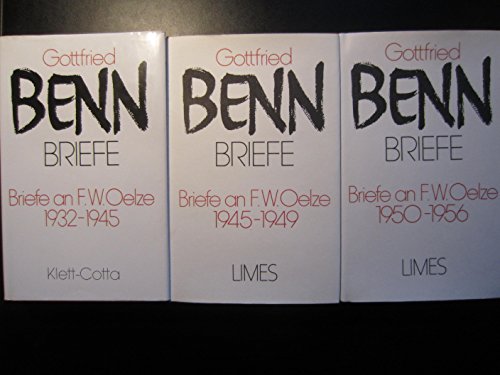 Gottfried
BENN
BRIEFE
Briefe an F.W.Oelze
1932-1945
Klett-Cotta
Gottfried
BENN
BRIEFE
Briefe an F.W.Oelze
1945-1949
LIMES
Gottfried
BENN
BRIEFE
Briefe an F.W.Oelze
1950-1956
LIMES